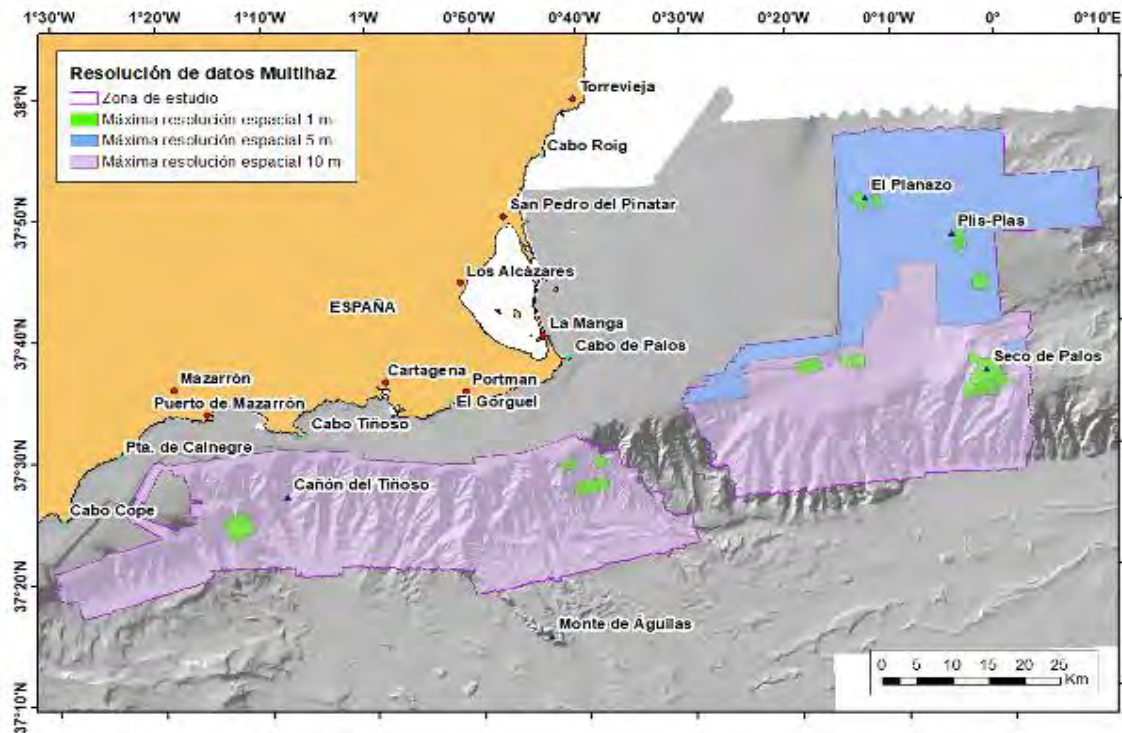 1°30'W 1°20'W 1°10'W 1°0'W 0°50'W 0°40'W 0°20'W 0°10'W 0° 0°10'E
Resolución de datos Multihaz
Zona de estudio
Máxima resolución espacial 1 m
Máxima resolución espacial 5 m
Máxima resolución espacial 10 m
38°N
Torrevieja
Cabo Roig
El Planazo
37°50'N
San Pedro del Pinatar
Plis-Plas
Los Alcázares
ESPAÑA
La Manga
37°40'N
Cabo de Palos
Seco de Palos
Mazarrón
Cartagena
Portman
Puerto de Mazarrón
El Gorguel
Cabo Tiñoso
Pta. de Calnegre
37°30'N
Cañón del Tiñoso
Cabo Cope
37°20'N
Monte de Águilas
0 5 10 15 20 25
Km
37°10'N